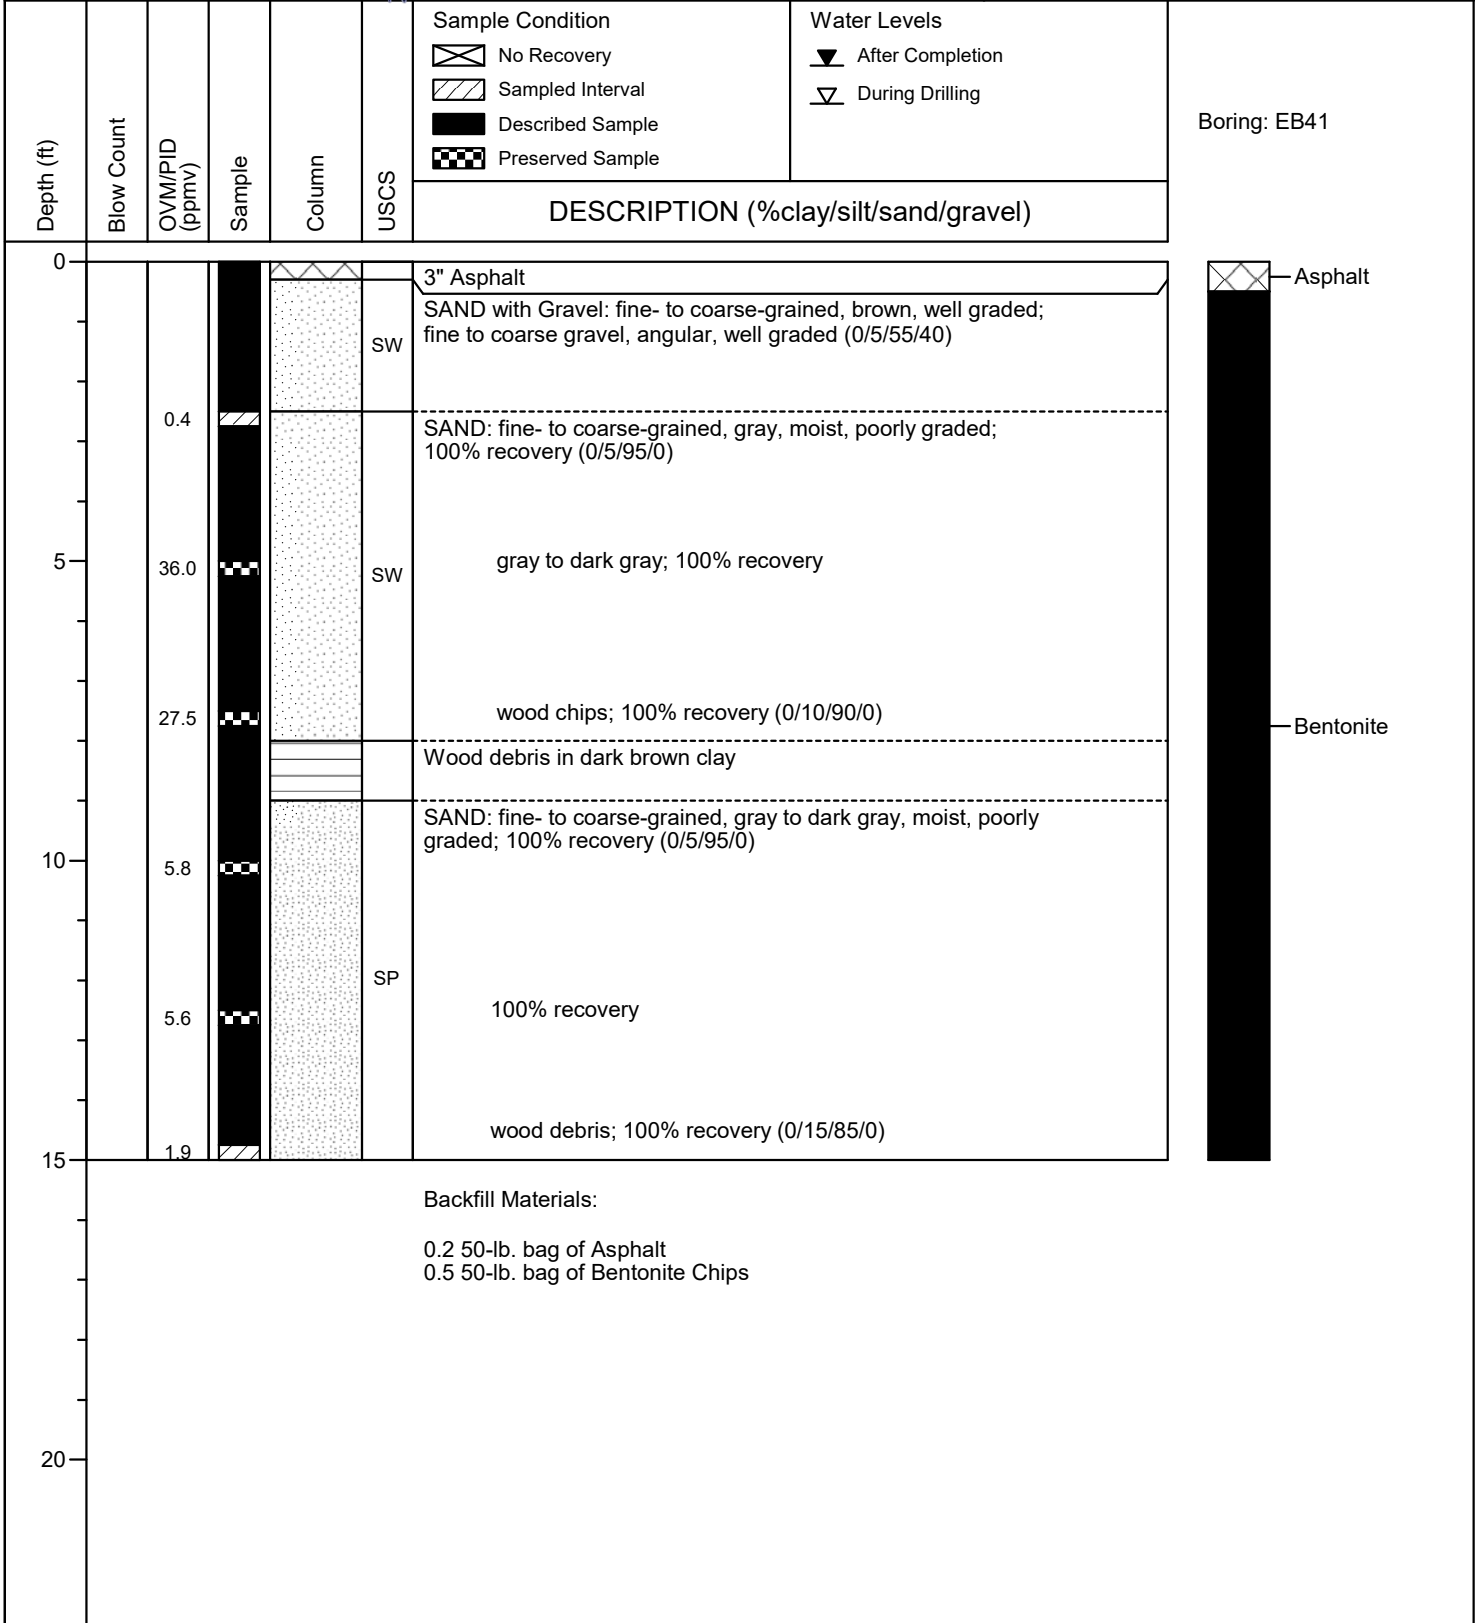 Sample Condition
No Recovery
Sampled Interval
Described Sample
Preserved Sample
Water Levels
After Completion
During Drilling
Boring: EB41
Depth (ft)
Blow Count
OVM/PID
(ppmv)
Sample
Column
USCS
DESCRIPTION (%clay/silt/sand/gravel)
0
3" Asphalt
Asphalt
SAND with Gravel: fine- to coarse-grained, brown, well graded;
fine to coarse gravel, angular, well graded (0/5/55/40)
SW
0.4
SAND: fine- to coarse-grained, gray, moist, poorly graded;
100% recovery (0/5/95/0)
5
36.0
SW
gray to dark gray; 100% recovery
27.5
wood chips; 100% recovery (0/10/90/0)
Bentonite
Wood debris in dark brown clay
SAND: fine- to coarse-grained, gray to dark gray, moist, poorly
graded; 100% recovery (0/5/95/0)
10
5.8
SP
5.6
100% recovery
wood debris; 100% recovery (0/15/85/0)
1.9
15
Backfill Materials:
0.2 50-lb. bag of Asphalt
0.5 50-lb. bag of Bentonite Chips
20